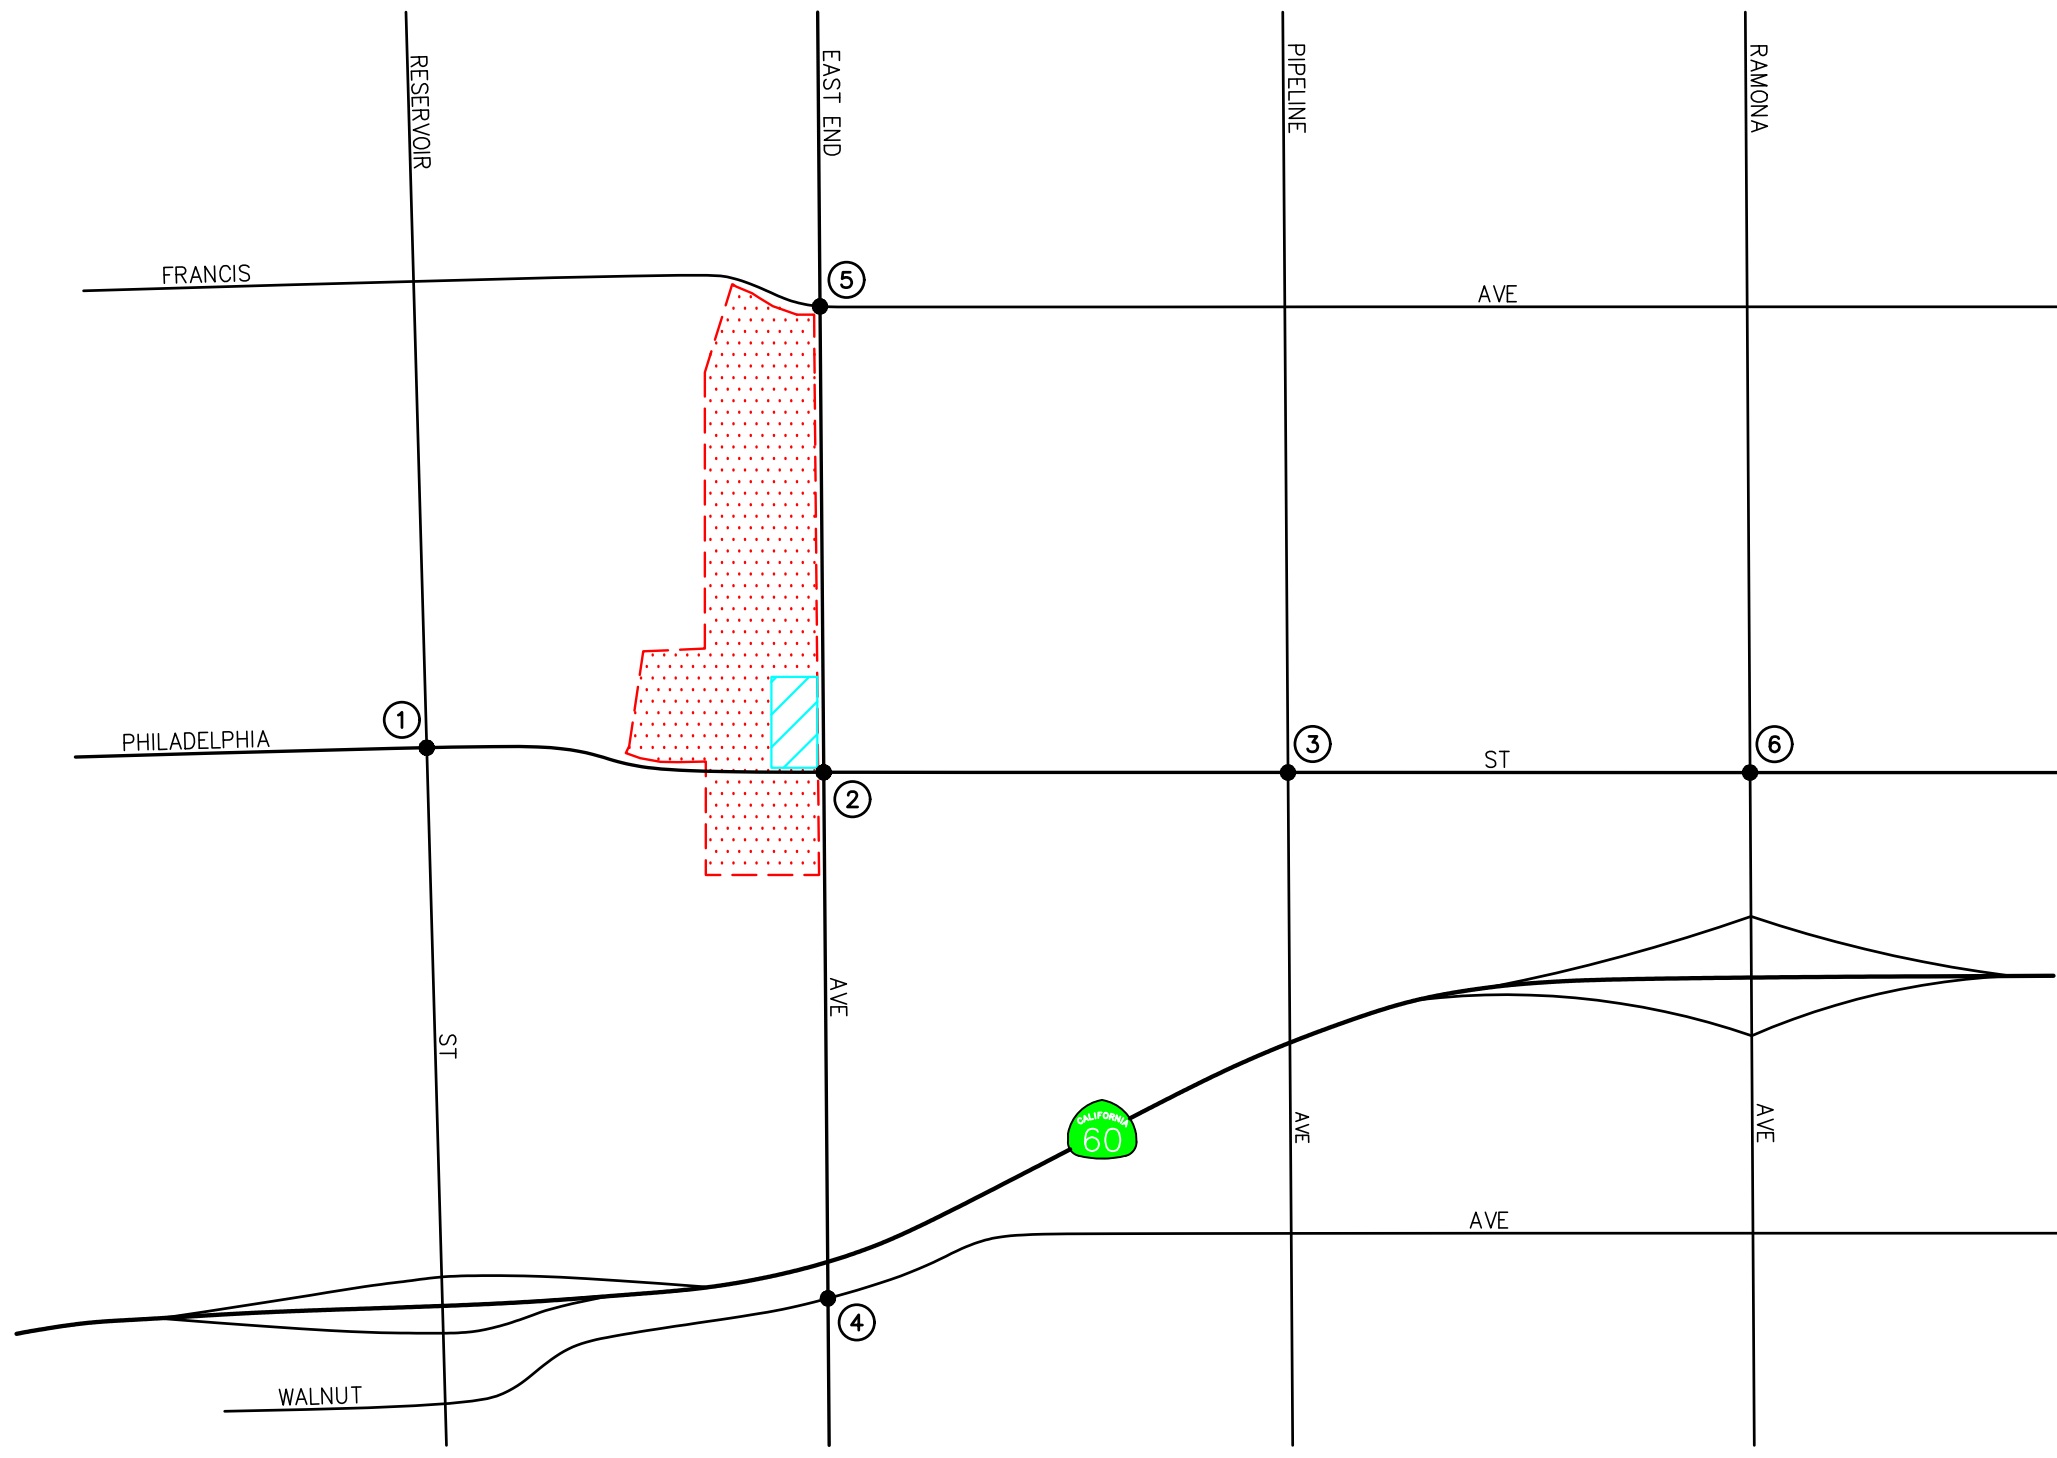 RESERVOIR
EAST END
PIPELINE
RAMONA
FRANCIS
5
AVE
1
PHILADELPHIA
3
6
ST
2
AVE
ST
CALIFORNIA
60
AVE
AVE
AVE
4
WALNUT